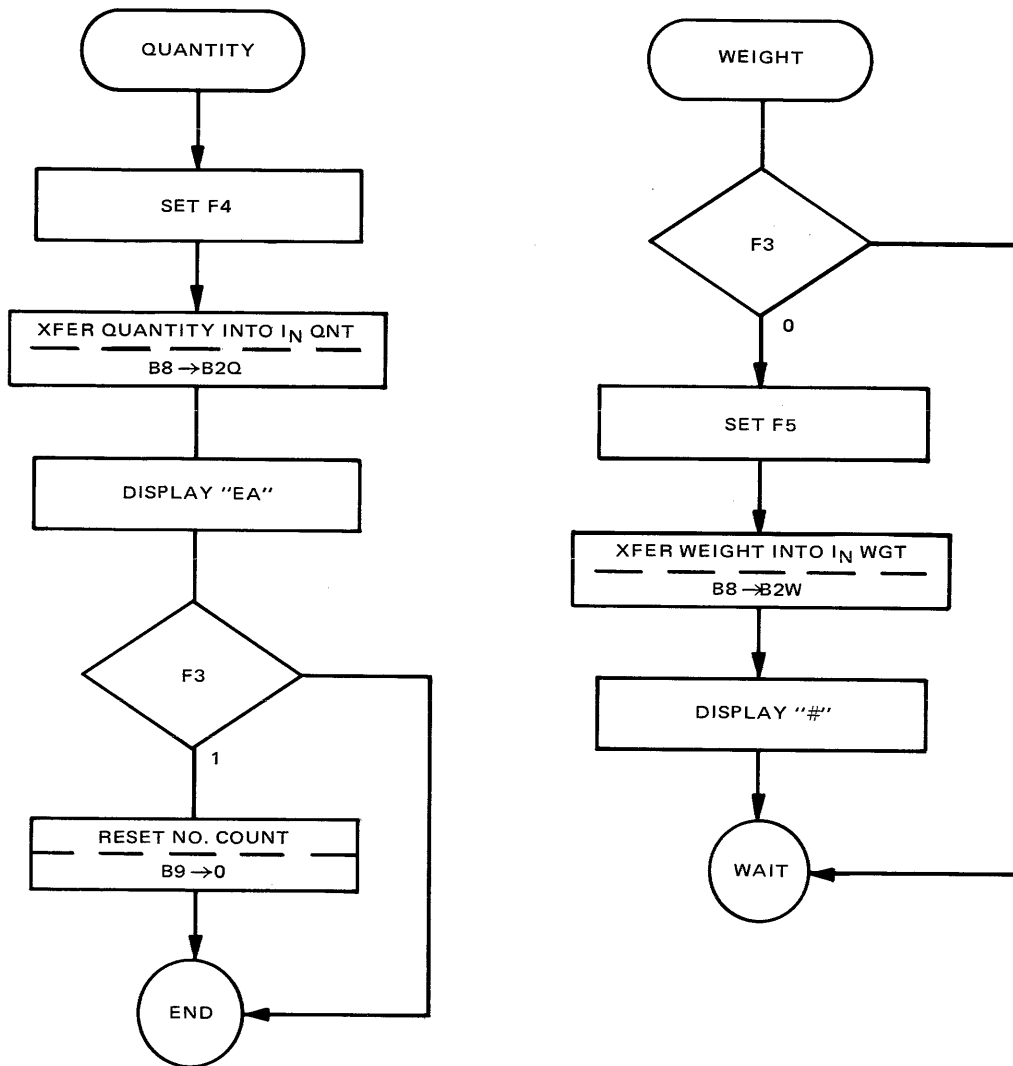 QUANTITY
SET F4
XFER QUANTITY INTO IN QNT
B8→B2Q
DISPLAY "EA"
F3
1
RESET NO. COUNT
B9→0
END
WEIGHT
F3
0
SET F5
XFER WEIGHT INTO IN WGT
B8→B2W
DISPLAY "#"
WAIT